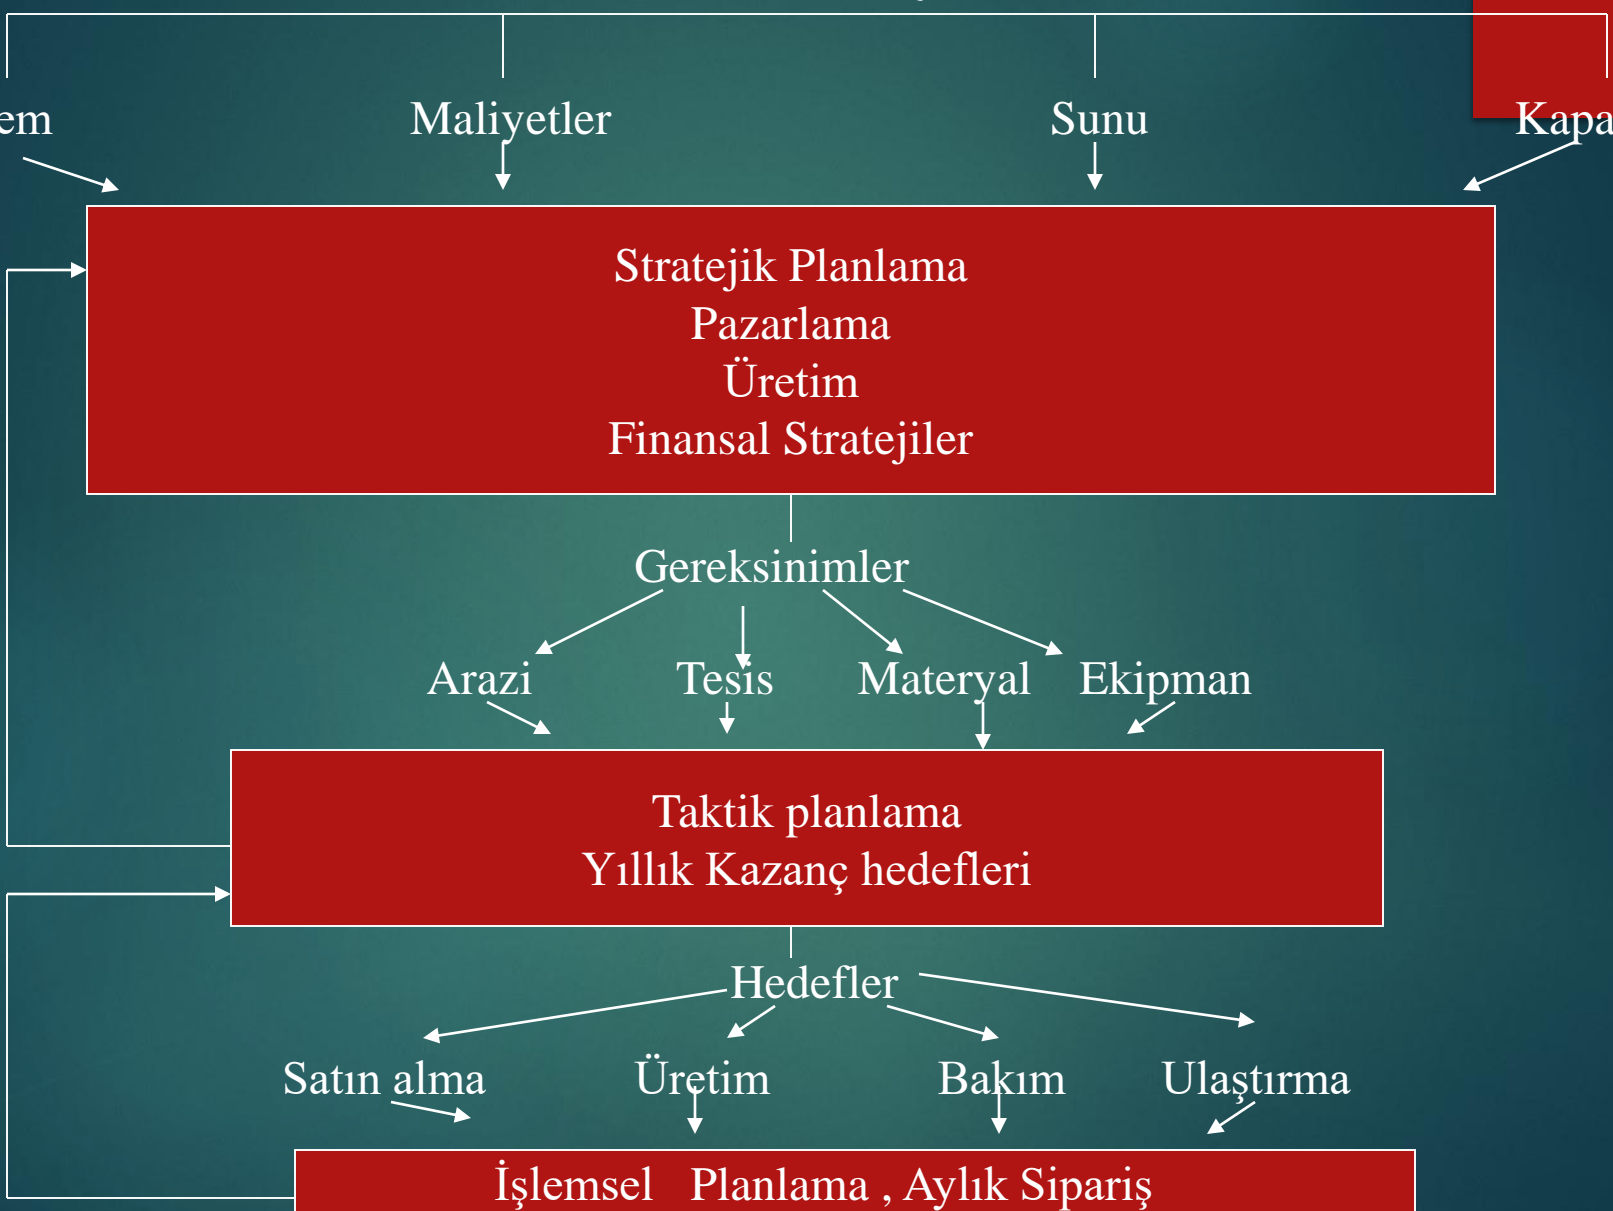 em Maliyetler Sunu Kapa
Stratejik Planlama
Pazarlama
Üretim
Finansal Stratejiler
Gereksinimler
Arazi Tesis Materyal Ekipman
Taktik planlama
Yıllık Kazanç hedefleri
Hedefler
Satın alma Üretim Bakım Ulaştırma
İşlemsel Planlama , Aylık Sipariş